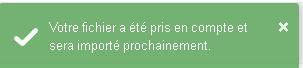 Votre fichier a été pris en compte et
sera importé prochainement.